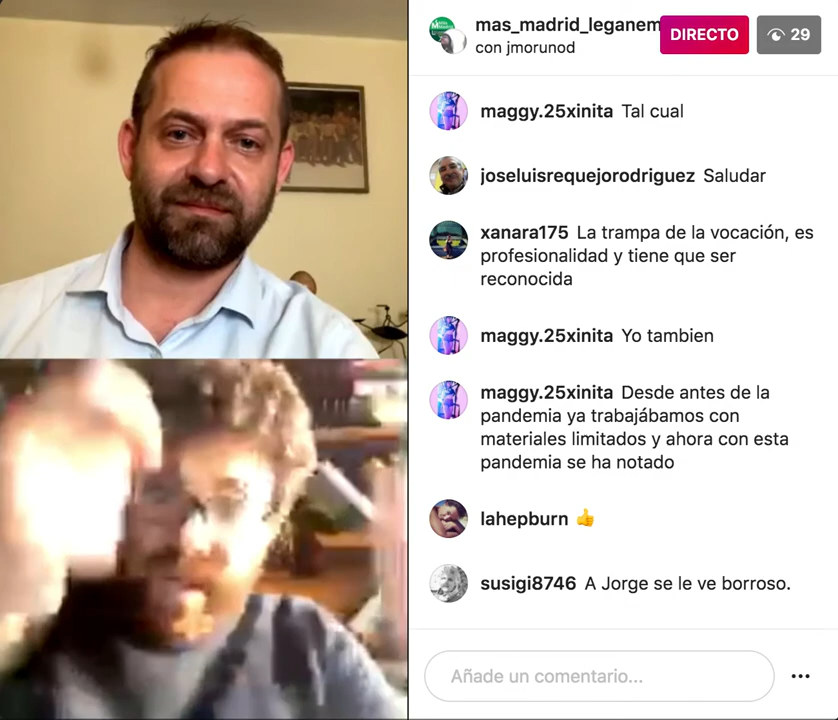 mas_madrid_leganem
con jmorunod
DIRECTO
29
maggy.25xinita Tal cual
joseluisrequejorodriguez Saludar
xanara175 La trampa de la vocación, es
profesionalidad y tiene que ser
reconocida
maggy.25xinita Yo tambien
maggy.25xinita Desde antes de la
pandemia ya trabajábamos con
materiales limitados y ahora con esta
pandemia se ha notado
lahepburn 👍
susigi8746 A Jorge se le ve borroso.
Añade un comentario...